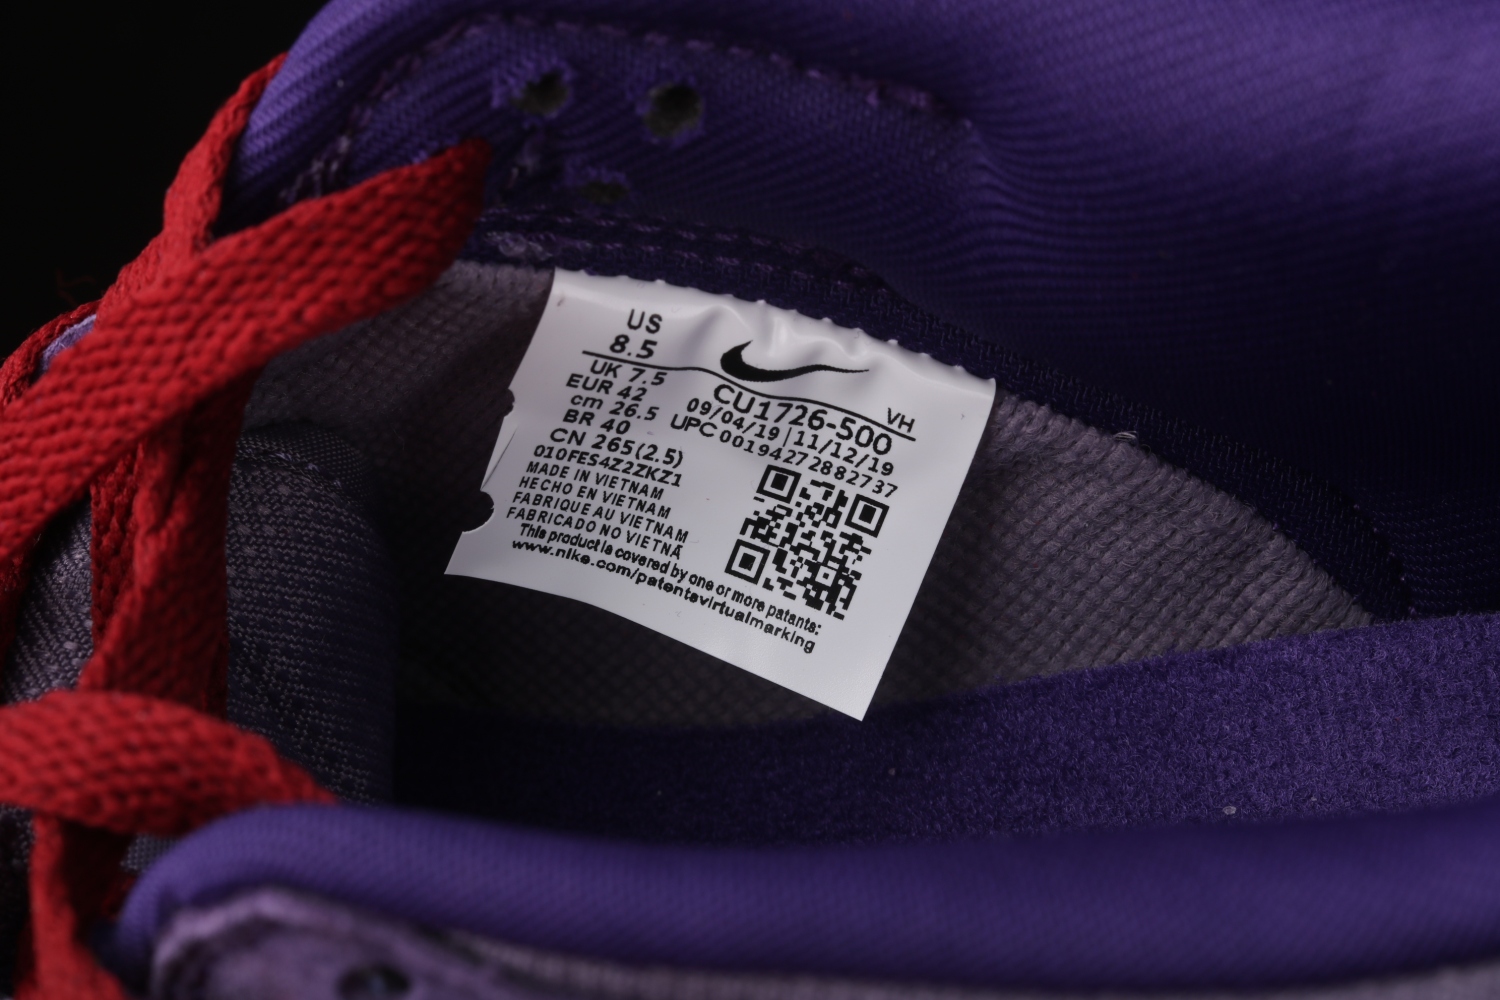 US
8.5
UK 7.5
EUR 42
cm 26.5
BR 40
CN 265(2.5)
010FES4Z2ZKZ1
MADE IN VIETNAM
HECHO EN VIETNAM
FABRIQUE AU VIETNAM
FABRICADO NO VIETNÃ
VH
CU1726-500
09/04/19 | 11/12/19
UPC00194272882737
This product is covered by one or more patents:
www.nike.com/patentsvirtualmarking